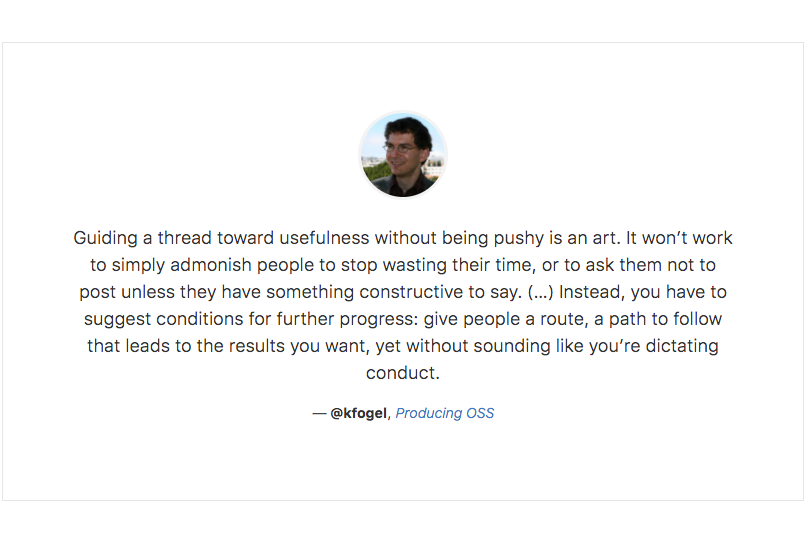 Guiding a thread toward usefulness without being pushy is an art. It won’t work
to simply admonish people to stop wasting their time, or to ask them not to
post unless they have something constructive to say. (…) Instead, you have to
suggest conditions for further progress: give people a route, a path to follow
that leads to the results you want, yet without sounding like you’re dictating
conduct.
— @kfogel, Producing OSS